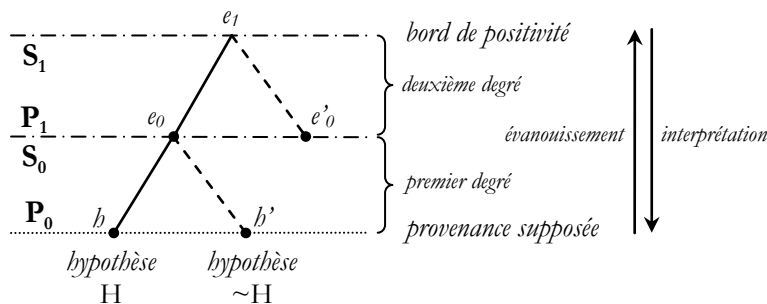 e₁ bord de positivité
S₁
deuxième degré
P₁ e₀ e'₀
évanouissement interprétation
S₀
premier degré
P₀ h h' provenance supposée
hypothèse hypothèse
H ~H